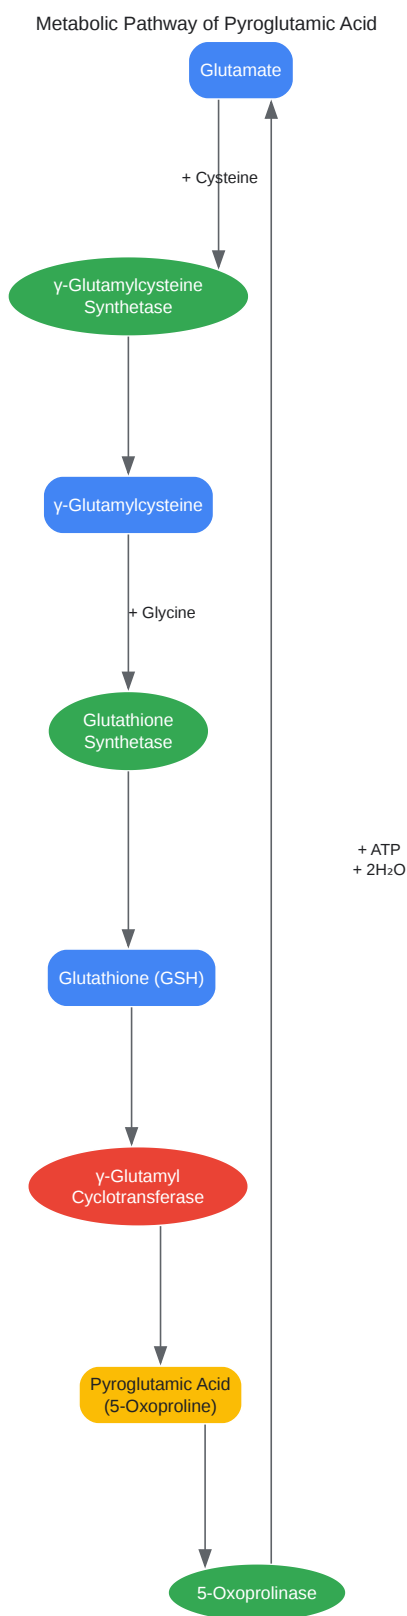 Metabolic Pathway of Pyroglutamic Acid
Glutamate
+ Cysteine
γ-Glutamylcysteine
Synthetase
γ-Glutamylcysteine
+ Glycine
Glutathione
Synthetase
+ ATP
+ 2H₂O
Glutathione (GSH)
γ-Glutamyl
Cyclotransferase
Pyroglutamic Acid
(5-Oxoproline)
5-Oxoprolinase